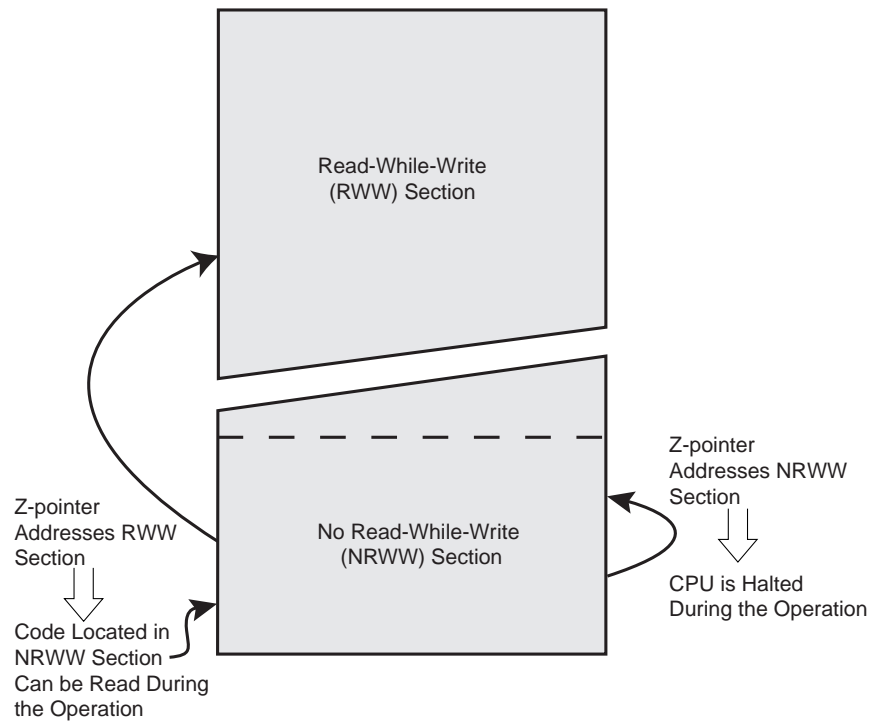 Read-While-Write
(RWW) Section
Z-pointer
Addresses NRWW
Section
No Read-While-Write
(NRWW) Section
Z-pointer
Addresses RWW
Section
CPU is Halted
During the Operation
Code Located in
NRWW Section
Can be Read During
the Operation